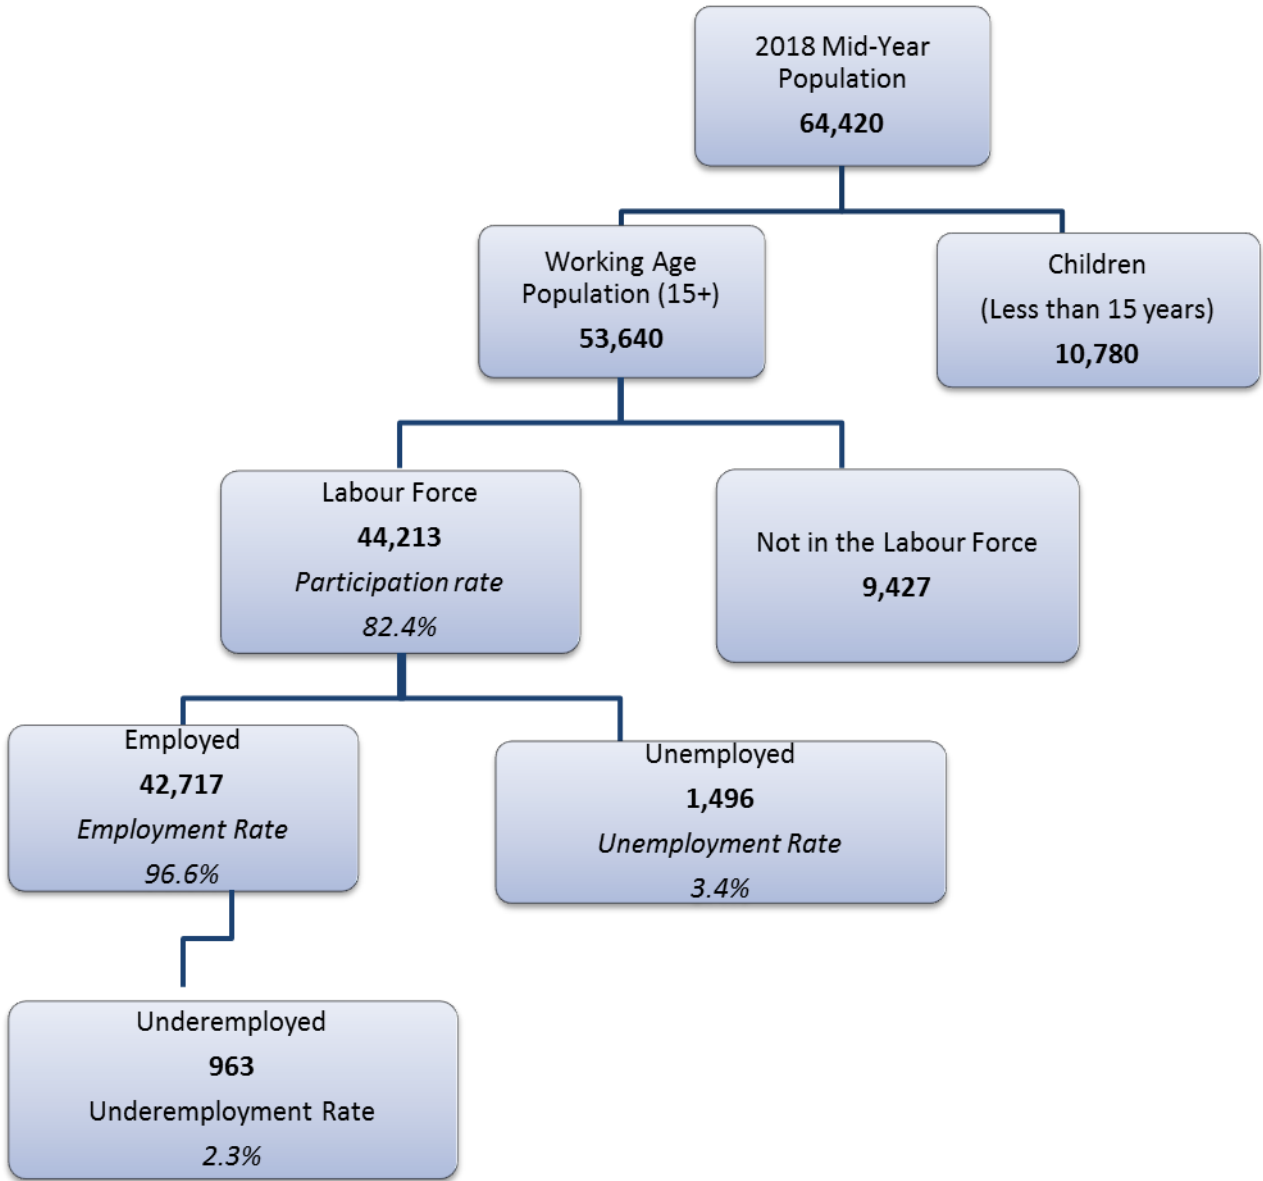 2018 Mid-Year
Population
64,420
Working Age
Population (15+)
53,640
Children
(Less than 15 years)
10,780
Labour Force
44,213
Participation rate
82.4%
Not in the Labour Force
9,427
Employed
42,717
Employment Rate
96.6%
Unemployed
1,496
Unemployment Rate
3.4%
Underemployed
963
Underemployment Rate
2.3%